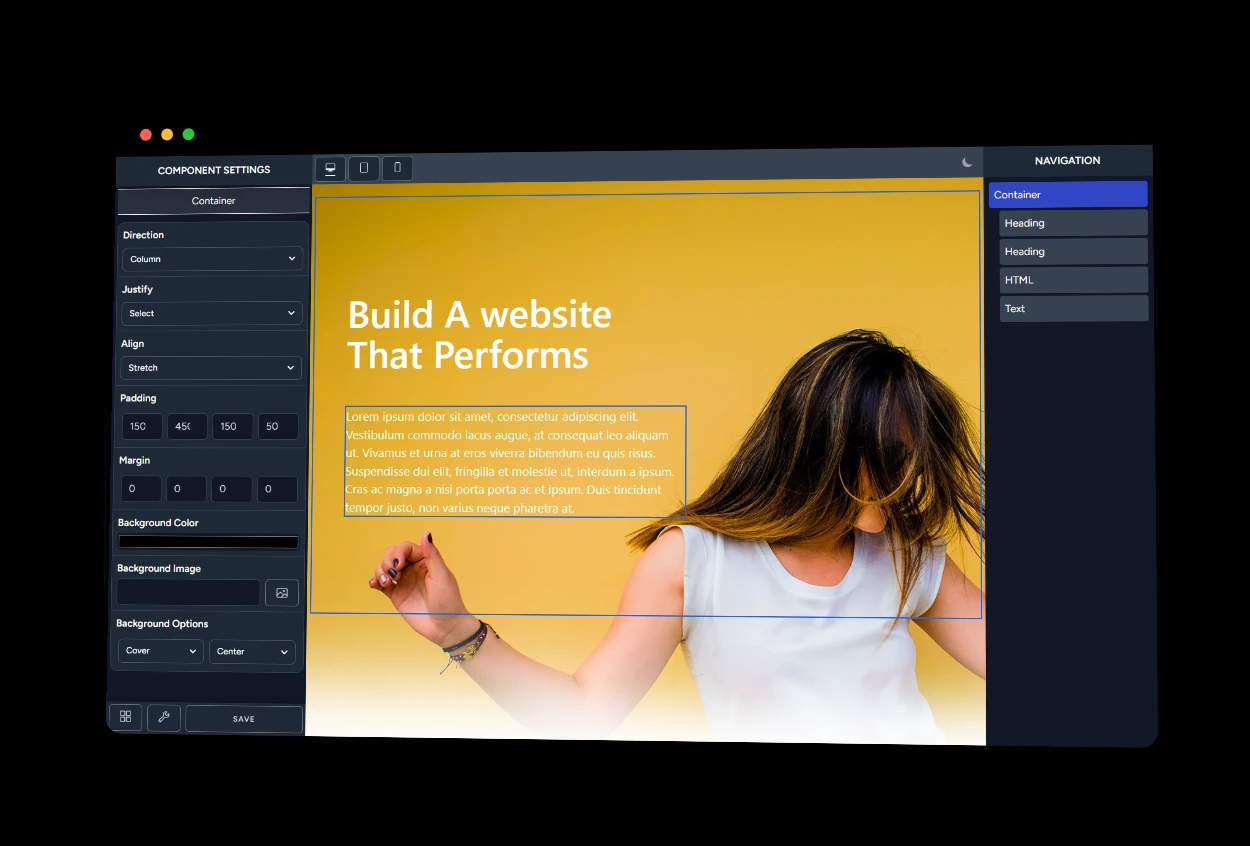 COMPONENT SETTINGS
Container
Direction
Column
Justify
Select
Align
Stretch
Padding
150 450 150 50
Margin
0 0 0 0
Background Color
Background Image
Background Options
Cover Center
SAVE
Build A website
That Performs
Lorem ipsum dolor sit amet, consectetur adipiscing elit.
Vestibulum commodo lacus augue, at consequat leo aliquam
ut. Vivamus et urna at eros viverra bibendum eu quis risus.
Suspendisse dui elit, fringilla et molestie ut, interdum a ipsum.
Cras ac magna a nisi porta porta ac et ipsum. Duis tincidunt
tempor justo, non varius neque pharetra at.
NAVIGATION
Container
Heading
Heading
HTML
Text